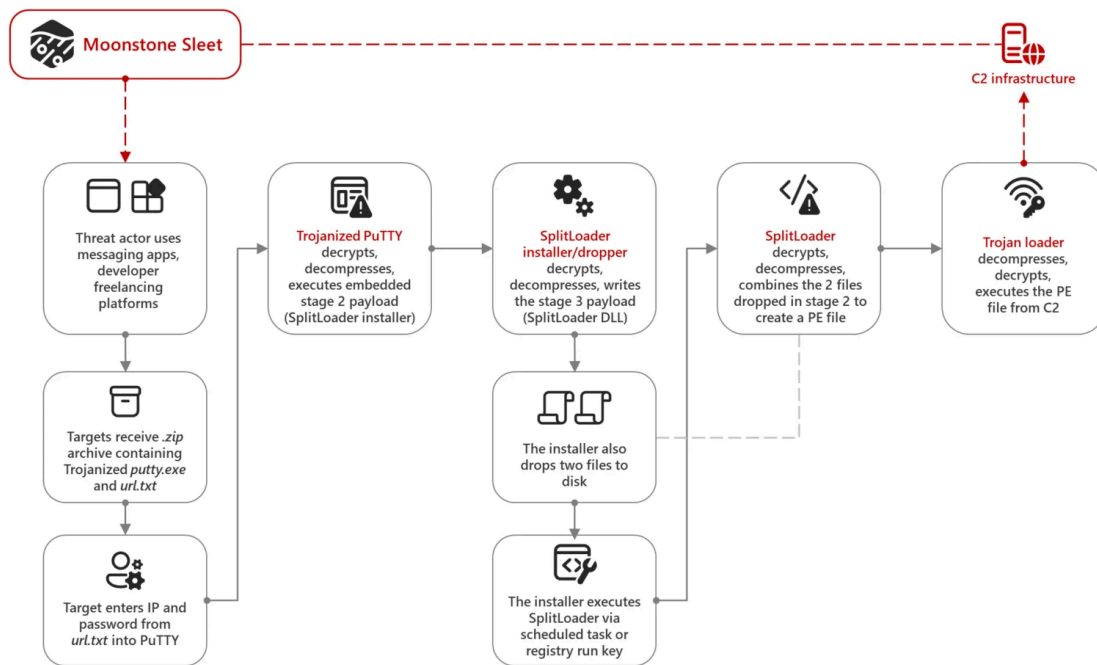 Moonstone Sleet
C2 infrastructure
Threat actor uses
messaging apps,
developer
freelancing
platforms
Targets receive .zip
archive containing
Trojanized putty.exe
and url.txt
Target enters IP and
password from
url.txt into PuTTY
Trojanized PuTTY
decrypts,
decompresses,
executes embedded
stage 2 payload
(SplitLoader installer)
SplitLoader
installer/dropper
decrypts,
decompresses, writes
the stage 3 payload
(SplitLoader DLL)
The installer also
drops two files to
disk
The installer executes
SplitLoader via
scheduled task or
registry run key
SplitLoader
decrypts,
decompresses,
combines the 2 files
dropped in stage 2 to
create a PE file
Trojan loader
decompresses,
decrypts,
executes the PE
file from C2